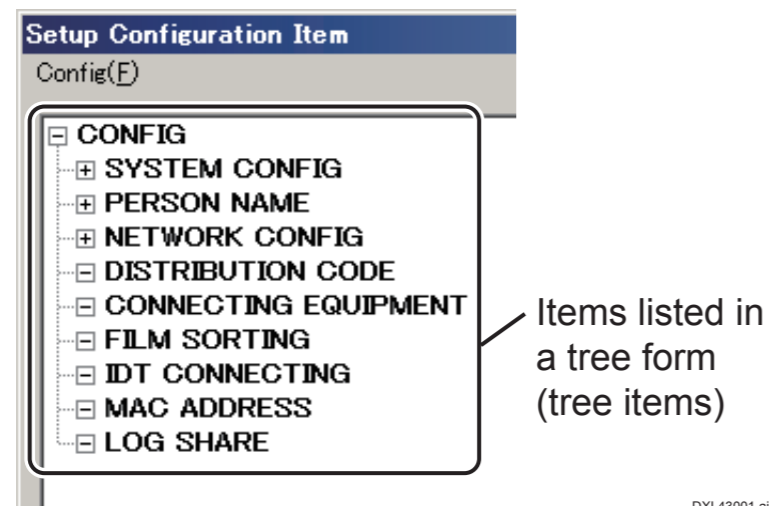 Setup Configuration Item
Config(F)
CONFIG
SYSTEM CONFIG
PERSON NAME
NETWORK CONFIG
DISTRIBUTION CODE
CONNECTING EQUIPMENT
FILM SORTING
IDT CONNECTING
MAC ADDRESS
LOG SHARE
Items listed in
a tree form
(tree items)